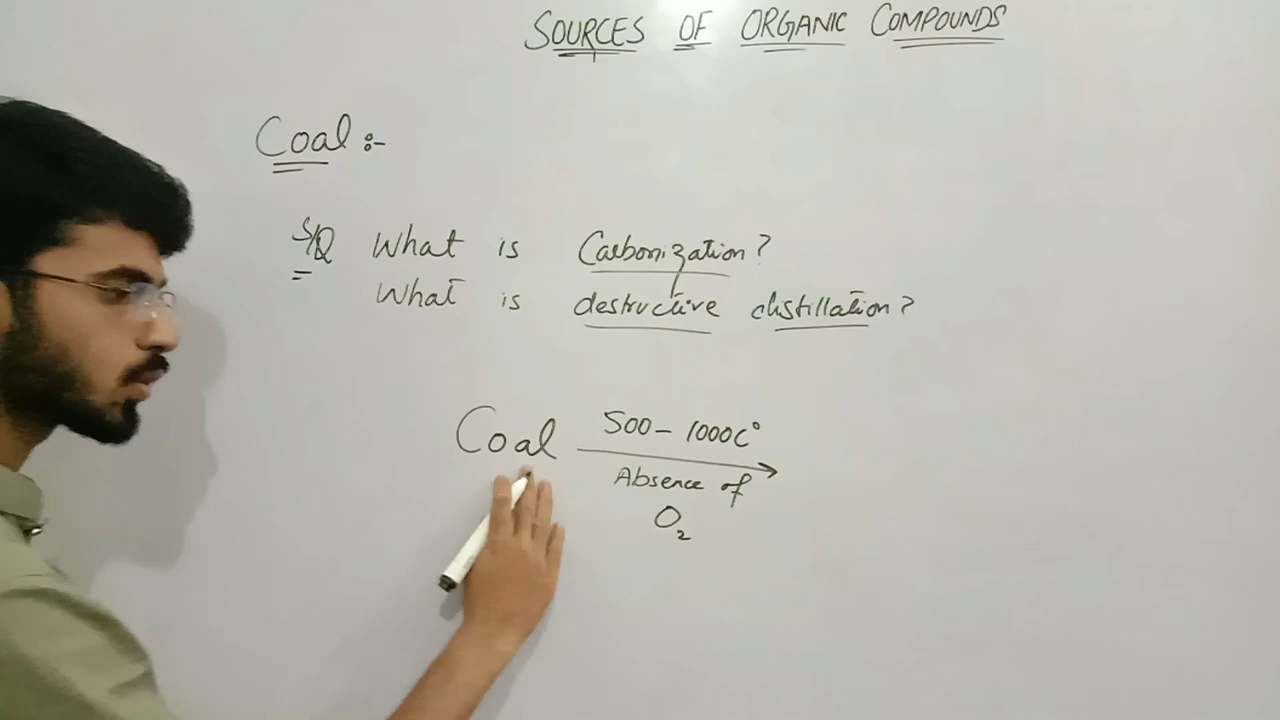 SOURCES OF ORGANIC COMPOUNDS
Coal :-
S/Q What is Carbonization?
What is destructive distillation?
Coal 500 - 1000C°
Absence of
O₂